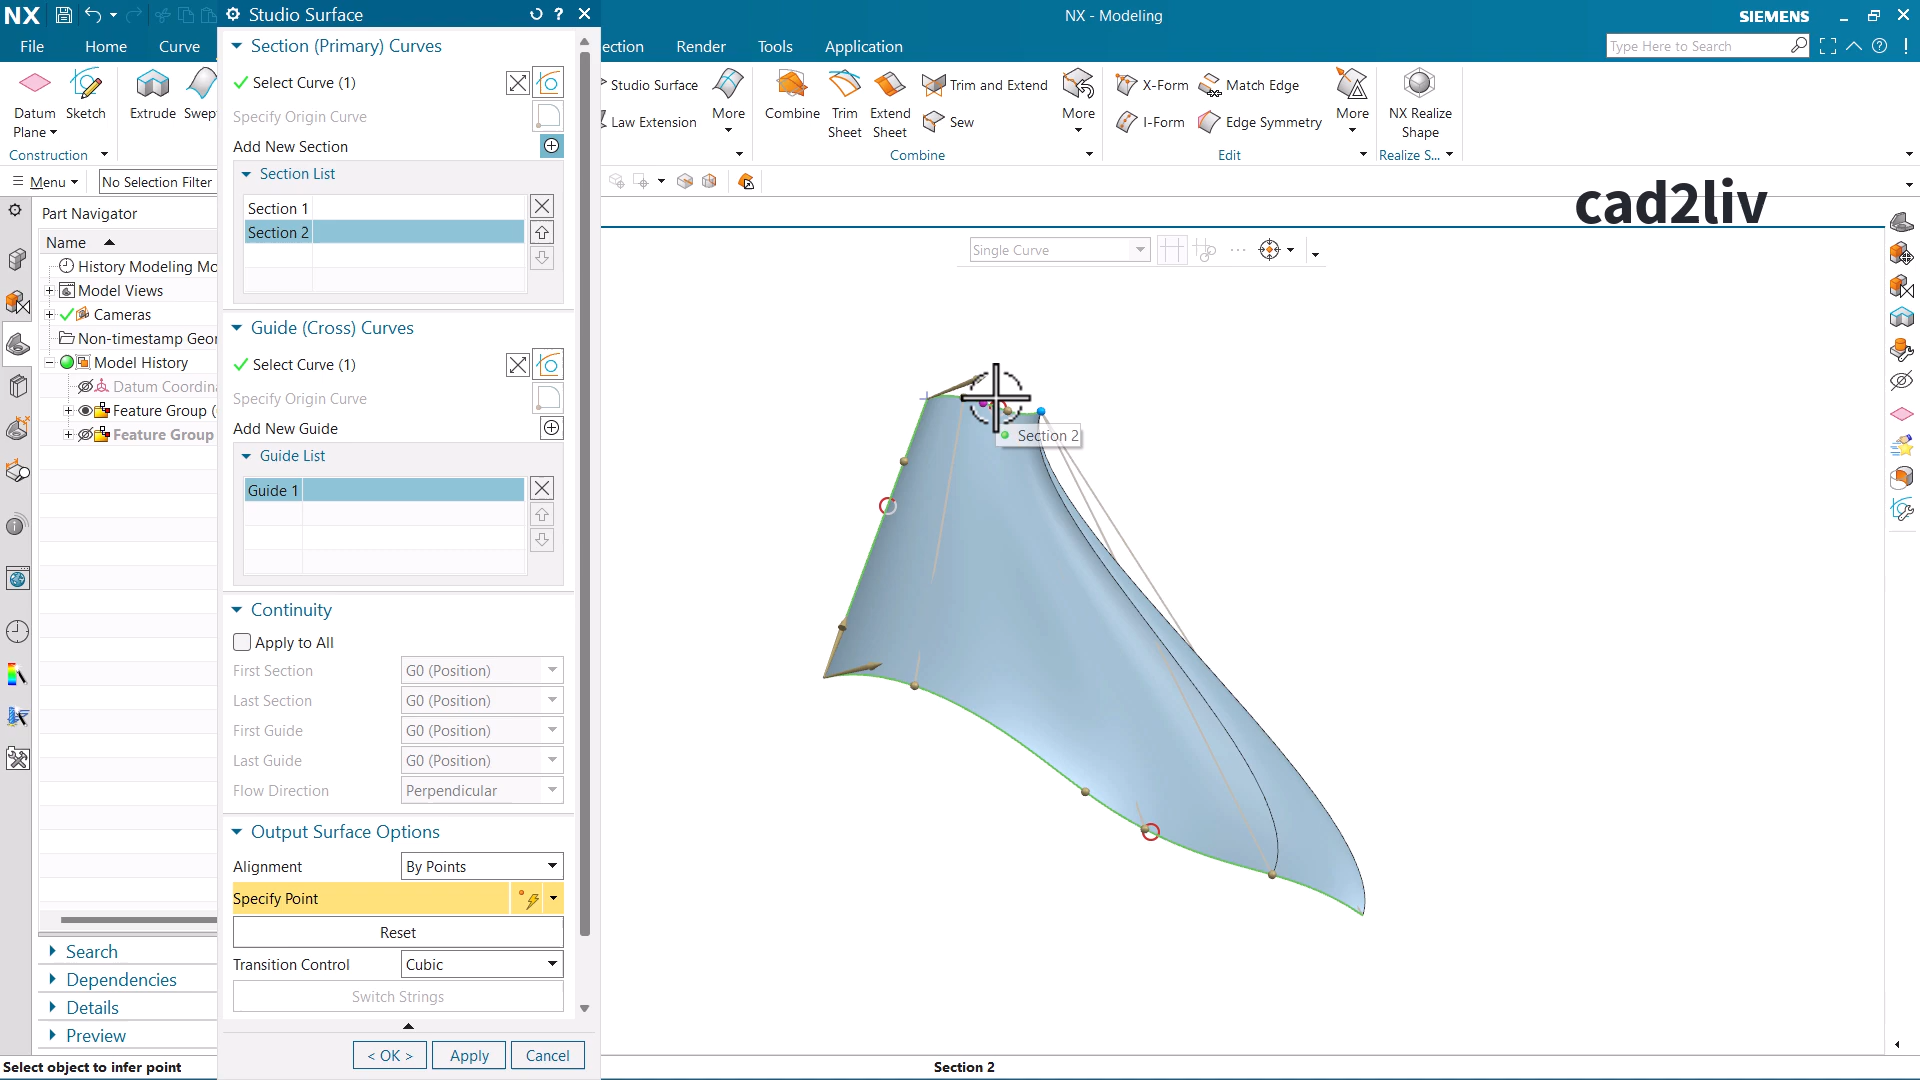 NX
Studio Surface
NX - Modeling
SIEMENS
File
Home
Curve
ection
Render
Tools
Application
Type Here to Search
Datum
Plane
Sketch
Extrude
Swep
Studio Surface
Law Extension
More
Combine
Trim
Sheet
Extend
Sheet
Trim and Extend
Sew
More
X-Form
I-Form
Match Edge
Edge Symmetry
More
NX Realize
Shape
Construction
Combine
Edit
Realize S...
Menu
No Selection Filter
Section (Primary) Curves
Select Curve (1)
Specify Origin Curve
Add New Section
Section List
Section 1
Section 2
Guide (Cross) Curves
Select Curve (1)
Specify Origin Curve
Add New Guide
Guide List
Guide 1
Continuity
Apply to All
First Section
G0 (Position)
Last Section
G0 (Position)
First Guide
G0 (Position)
Last Guide
G0 (Position)
Flow Direction
Perpendicular
Output Surface Options
Alignment
By Points
Specify Point
Reset
Transition Control
Cubic
Switch Strings
< OK >
Apply
Cancel
Part Navigator
Name
History Modeling Mo
Model Views
Cameras
Non-timestamp Geor
Model History
Datum Coordina
Feature Group (
Feature Group
Search
Dependencies
Details
Preview
cad2liv
Single Curve
Section 2
Select object to infer point
Section 2